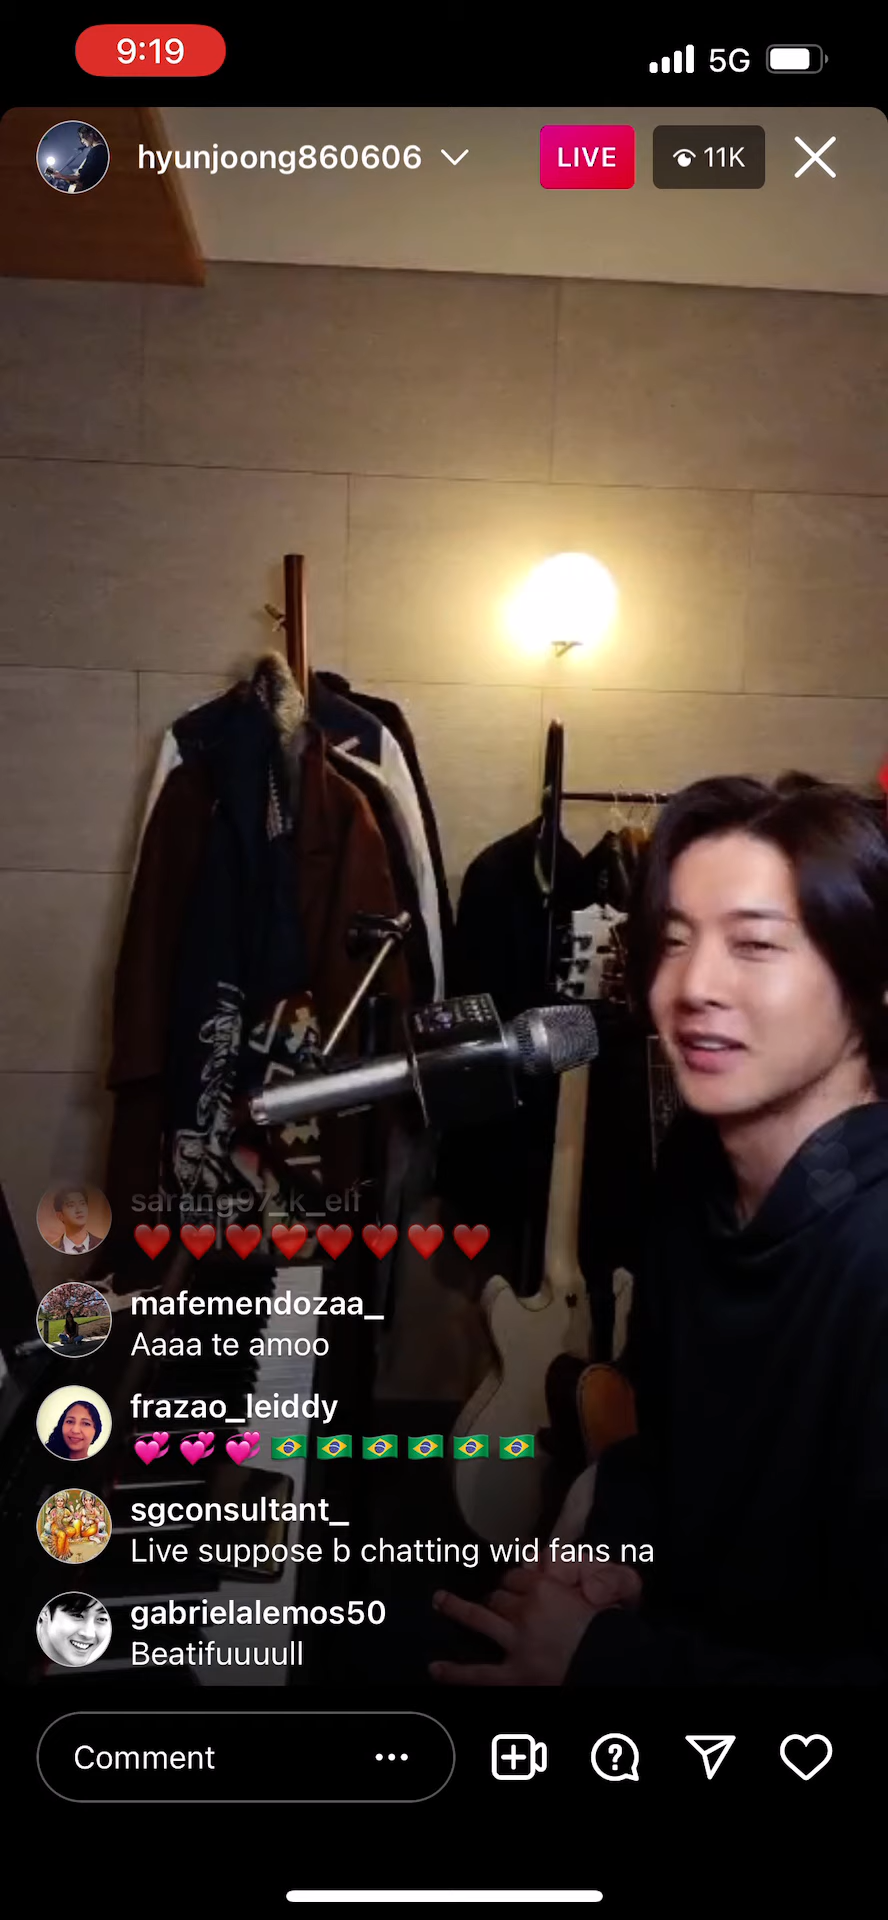 9:19
5G
hyunjoong860606
LIVE
11K
sarang97_k_elf
❤️❤️❤️❤️❤️❤️❤️❤️
mafemendozaa_
Aaaa te amoo
frazao_leiddy
💞💞💞🇧🇷🇧🇷🇧🇷🇧🇷🇧🇷🇧🇷
sgconsultant_
Live suppose b chatting wid fans na
gabrielalemos50
Beatifuuuull
Comment